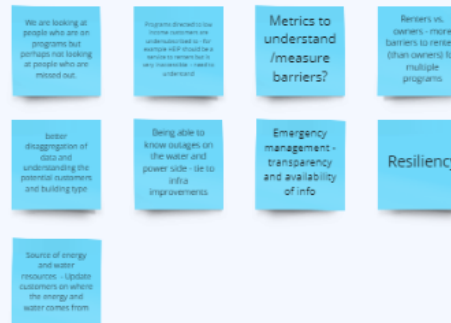 We are looking at
people who are on
programs but
perhaps not looking
at people who are
missed out.
Programs directed to low
income customers are
undersubscribed to - for
example HEIP should be a
service to renters but is
very inaccessible - need to
understand
Metrics to
understand
/measure
barriers?
Renters vs.
owners - more
barriers to rente
(than owners) fo
multiple
programs
better
disaggregation of
data and
understanding the
potential customers
and building type
Being able to
know outages on
the water and
power side - tie to
infra
improvements
Emergency
management -
transparency
and availability
of info
Resiliency
Source of energy
and water
resources - Update
customers on where
the energy and
water comes from